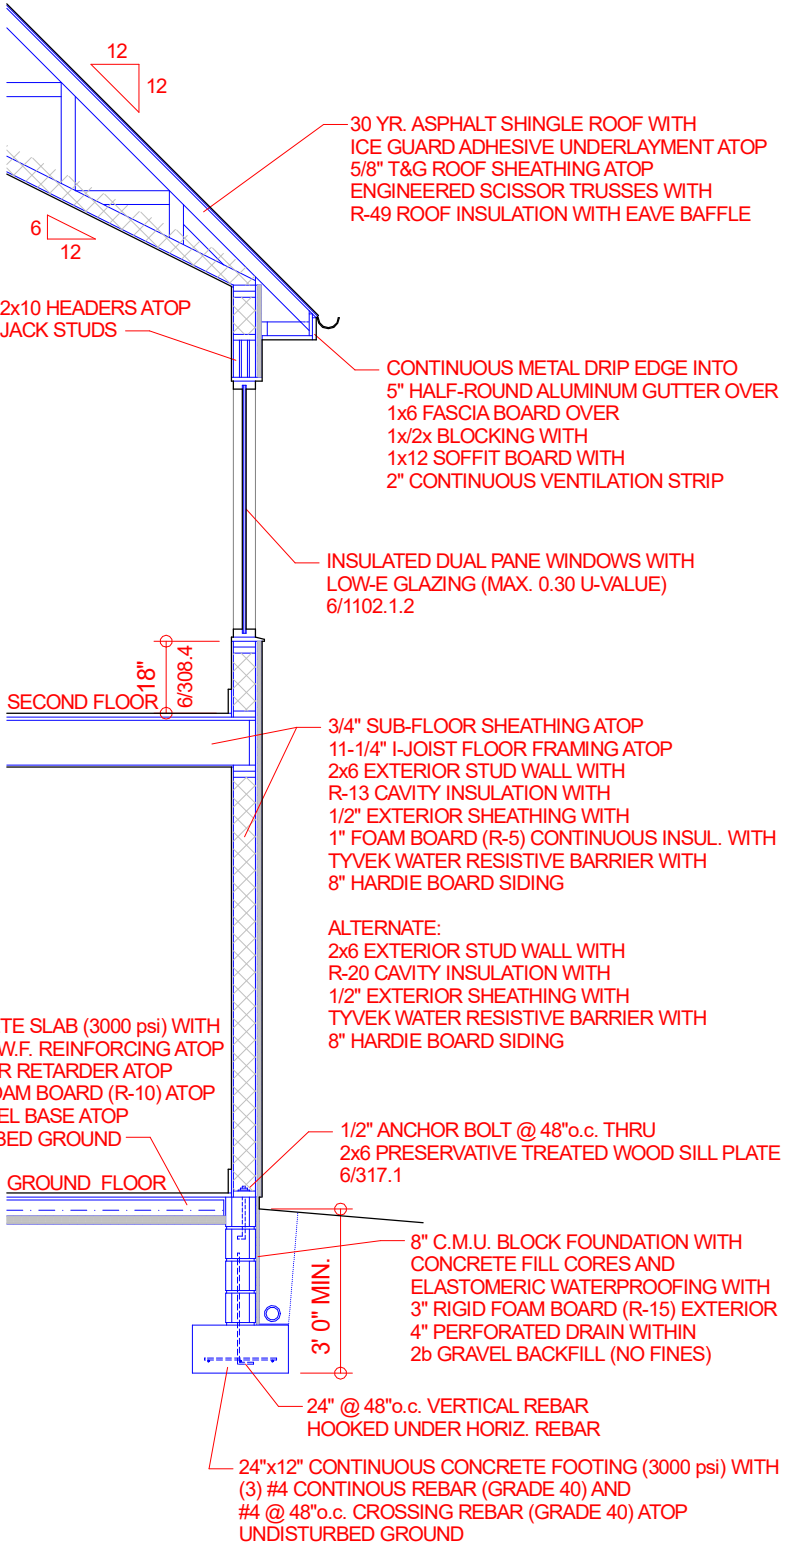 12
12
30 YR. ASPHALT SHINGLE ROOF WITH
ICE GUARD ADHESIVE UNDERLAYMENT ATOP
5/8" T&G ROOF SHEATHING ATOP
ENGINEERED SCISSOR TRUSSES WITH
R-49 ROOF INSULATION WITH EAVE BAFFLE
6
12
2x10 HEADERS ATOP
JACK STUDS
CONTINUOUS METAL DRIP EDGE INTO
5" HALF-ROUND ALUMINUM GUTTER OVER
1x6 FASCIA BOARD OVER
1x/2x BLOCKING WITH
1x12 SOFFIT BOARD WITH
2" CONTINUOUS VENTILATION STRIP
INSULATED DUAL PANE WINDOWS WITH
LOW-E GLAZING (MAX. 0.30 U-VALUE)
6/1102.1.2
18"
6/308.4
SECOND FLOOR
3/4" SUB-FLOOR SHEATHING ATOP
11-1/4" I-JOIST FLOOR FRAMING ATOP
2x6 EXTERIOR STUD WALL WITH
R-13 CAVITY INSULATION WITH
1/2" EXTERIOR SHEATHING WITH
1" FOAM BOARD (R-5) CONTINUOUS INSUL. WITH
TYVEK WATER RESISTIVE BARRIER WITH
8" HARDIE BOARD SIDING
ALTERNATE:
2x6 EXTERIOR STUD WALL WITH
R-20 CAVITY INSULATION WITH
1/2" EXTERIOR SHEATHING WITH
TYVEK WATER RESISTIVE BARRIER WITH
8" HARDIE BOARD SIDING
TE SLAB (3000 psi) WITH
W.F. REINFORCING ATOP
R RETARDER ATOP
OAM BOARD (R-10) ATOP
EL BASE ATOP
BED GROUND
GROUND FLOOR
1/2" ANCHOR BOLT @ 48"o.c. THRU
2x6 PRESERVATIVE TREATED WOOD SILL PLATE
6/317.1
3' 0" MIN.
8" C.M.U. BLOCK FOUNDATION WITH
CONCRETE FILL CORES AND
ELASTOMERIC WATERPROOFING WITH
3" RIGID FOAM BOARD (R-15) EXTERIOR
4" PERFORATED DRAIN WITHIN
2b GRAVEL BACKFILL (NO FINES)
24" @ 48"o.c. VERTICAL REBAR
HOOKED UNDER HORIZ. REBAR
24"x12" CONTINUOUS CONCRETE FOOTING (3000 psi) WITH
(3) #4 CONTINOUS REBAR (GRADE 40) AND
#4 @ 48"o.c. CROSSING REBAR (GRADE 40) ATOP
UNDISTURBED GROUND